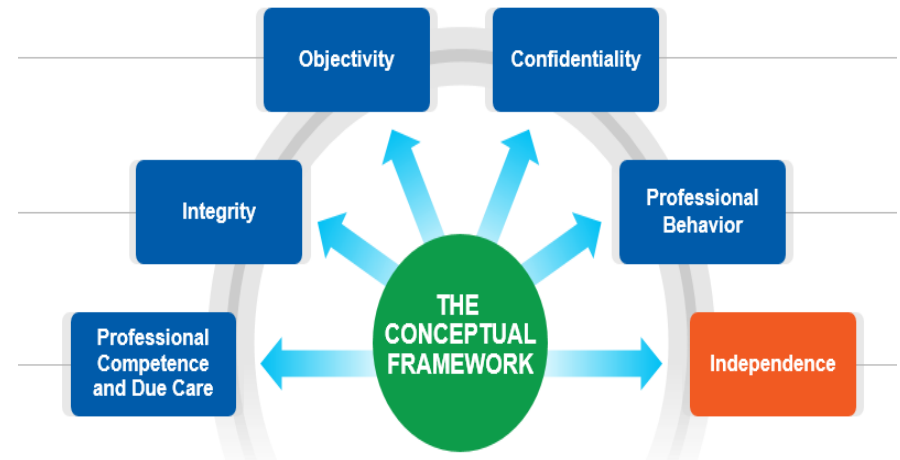 Objectivity
Confidentiality
Integrity
Professional
Behavior
THE
CONCEPTUAL
FRAMEWORK
Professional
Competence
and Due Care
Independence